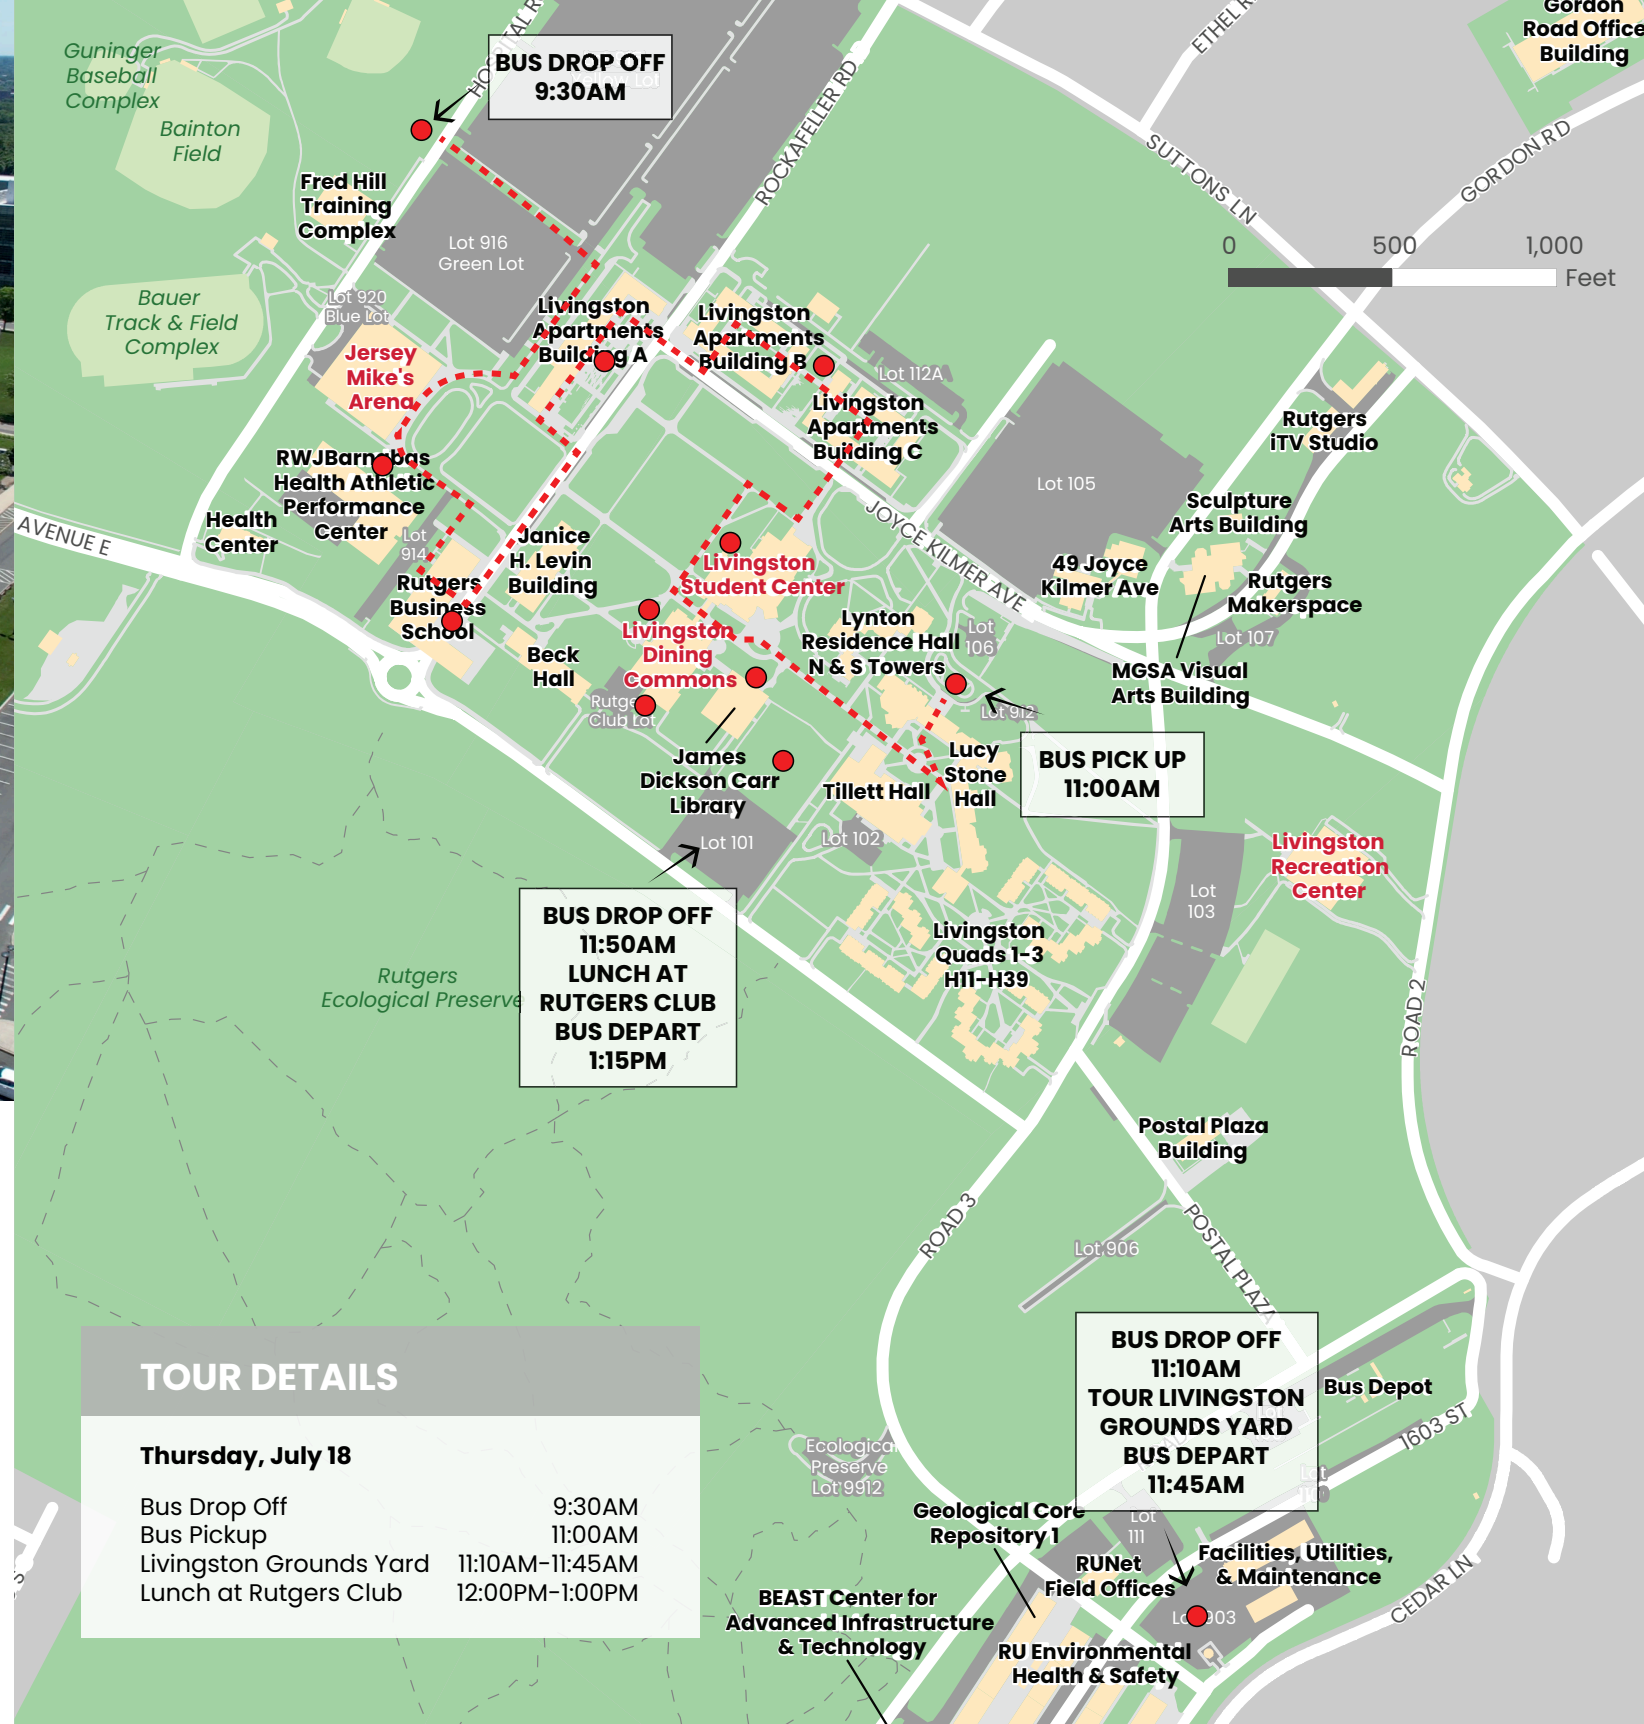 Guninger
Baseball
Complex
Bainton
Field
HOSPITAL R
BUS DROP OFF
9:30AM
Yellow Lot
ROCKAFELLER RD
ETHEL R
Gordon
Road Office
Building
SUTTONS LN
GORDON RD
0 500 1,000
Feet
Fred Hill
Training
Complex
Lot 916
Green Lot
Bauer
Track & Field
Complex
Lot 920
Blue Lot
Jersey
Mike's
Arena
Livingston
Apartments
Building A
Livingston
Apartments
Building B
Lot 112A
Livingston
Apartments
Building C
Rutgers
iTV Studio
RWJBarnabas
Health Athletic
Performance
Center
Health
Center
AVENUE E
Lot
914
Rutgers
Business
School
Janice
H. Levin
Building
Livingston
Student Center
JOYCE KILMER AVE
Lot 105
Sculpture
Arts Building
49 Joyce
Kilmer Ave
Rutgers
Makerspace
Lot 107
MGSA Visual
Arts Building
Beck
Hall
Livingston
Dining
Commons
Lynton
Residence Hall
N & S Towers
Lot
106
Lot 912
Club Lot
James
Dickson Carr
Library
Tillett Hall
Lucy
Stone
Hall
BUS PICK UP
11:00AM
Lot 101
Lot 102
Livingston
Recreation
Center
Lot
103
BUS DROP OFF
11:50AM
LUNCH AT
RUTGERS CLUB
BUS DEPART
1:15PM
Livingston
Quads 1-3
H11-H39
Rutgers
Ecological Preserve
ROAD 2
Postal Plaza
Building
ROAD 3
POSTAL PLAZA
Lot 906
BUS DROP OFF
11:10AM
TOUR LIVINGSTON
GROUNDS YARD
BUS DEPART
11:45AM
Bus Depot
1603 ST
TOUR DETAILS
Thursday, July 18
Bus Drop Off 9:30AM
Bus Pickup 11:00AM
Livingston Grounds Yard 11:10AM-11:45AM
Lunch at Rutgers Club 12:00PM-1:00PM
Ecological
Preserve
Lot 9912
Geological Core
Repository 1
Lot
111
RUNet
Field Offices
Facilities, Utilities,
& Maintenance
Lot 903
CEDAR LN
BEAST Center for
Advanced Infrastructure
& Technology
RU Environmental
Health & Safety